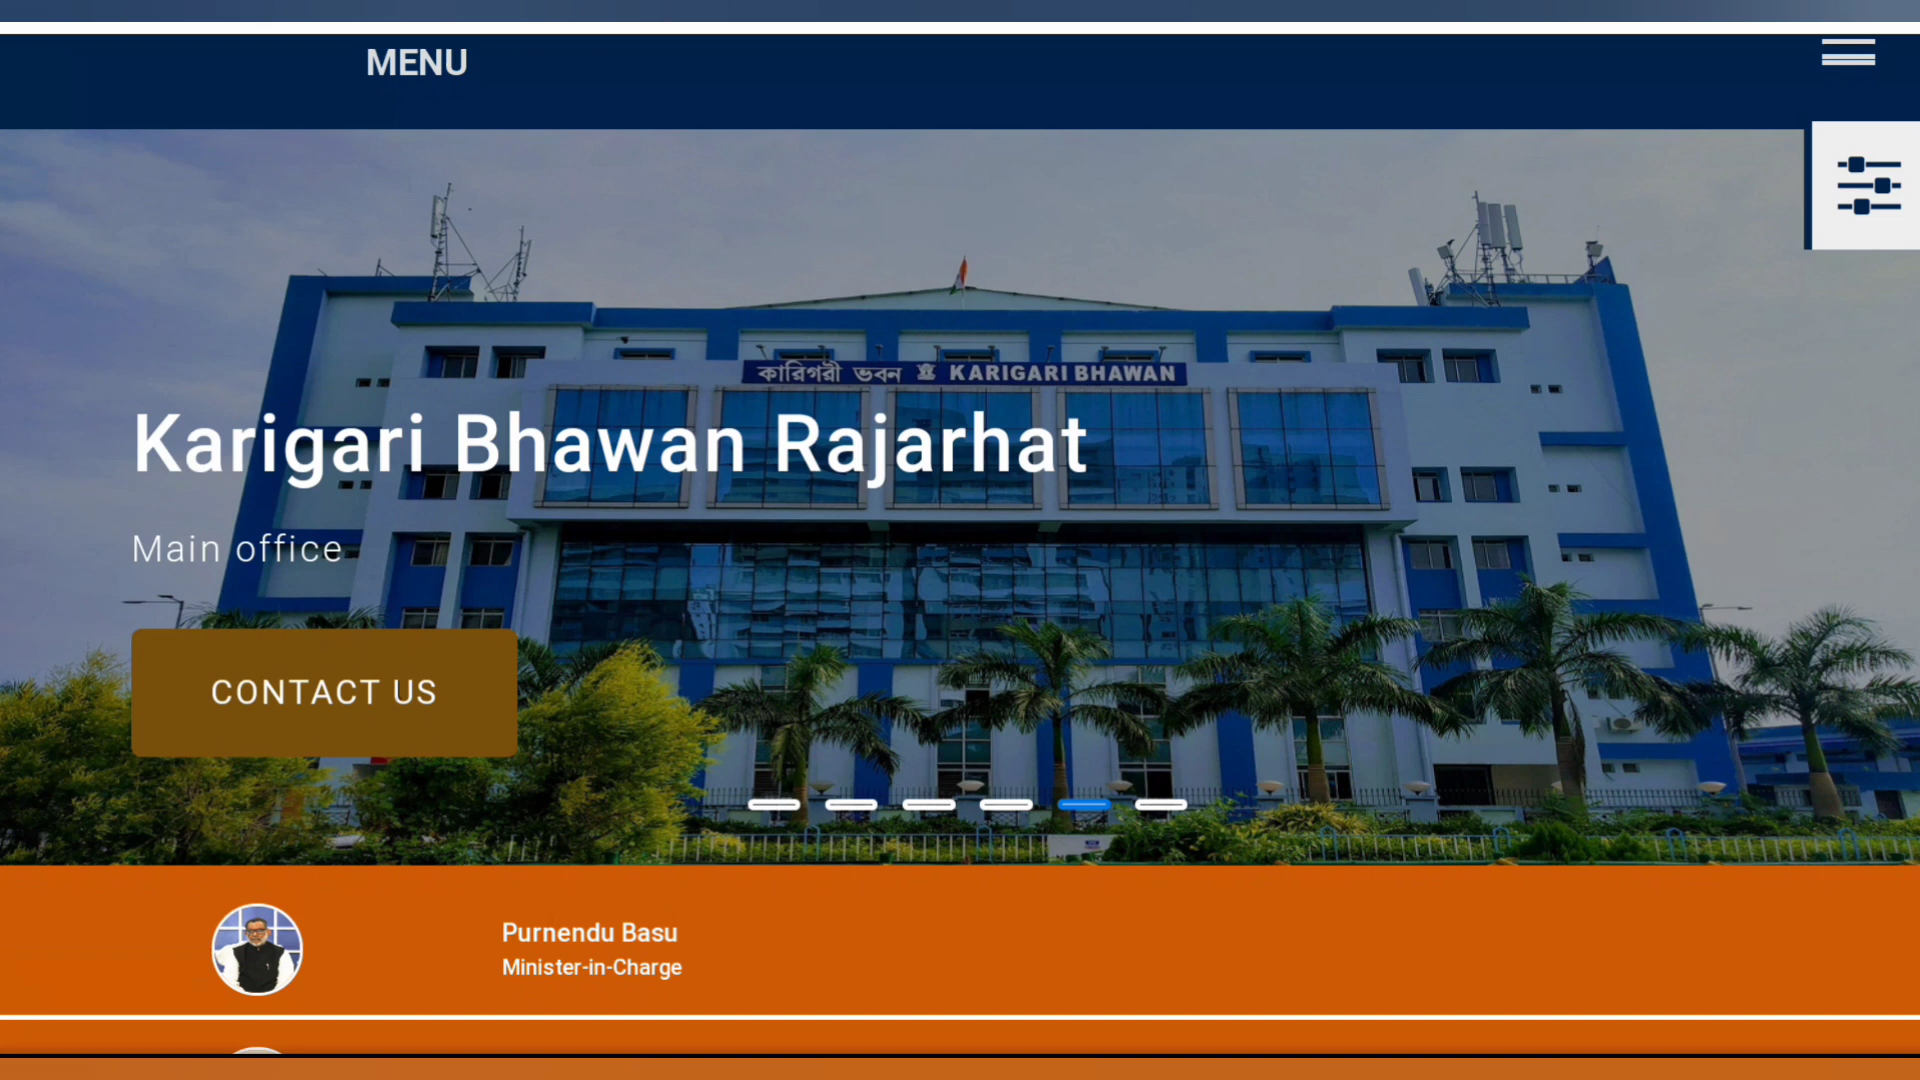 MENU
কারিগরী ভবন KARIGARI BHAWAN
Karigari Bhawan Rajarhat
Main office
CONTACT US
Purnendu Basu
Minister-in-Charge